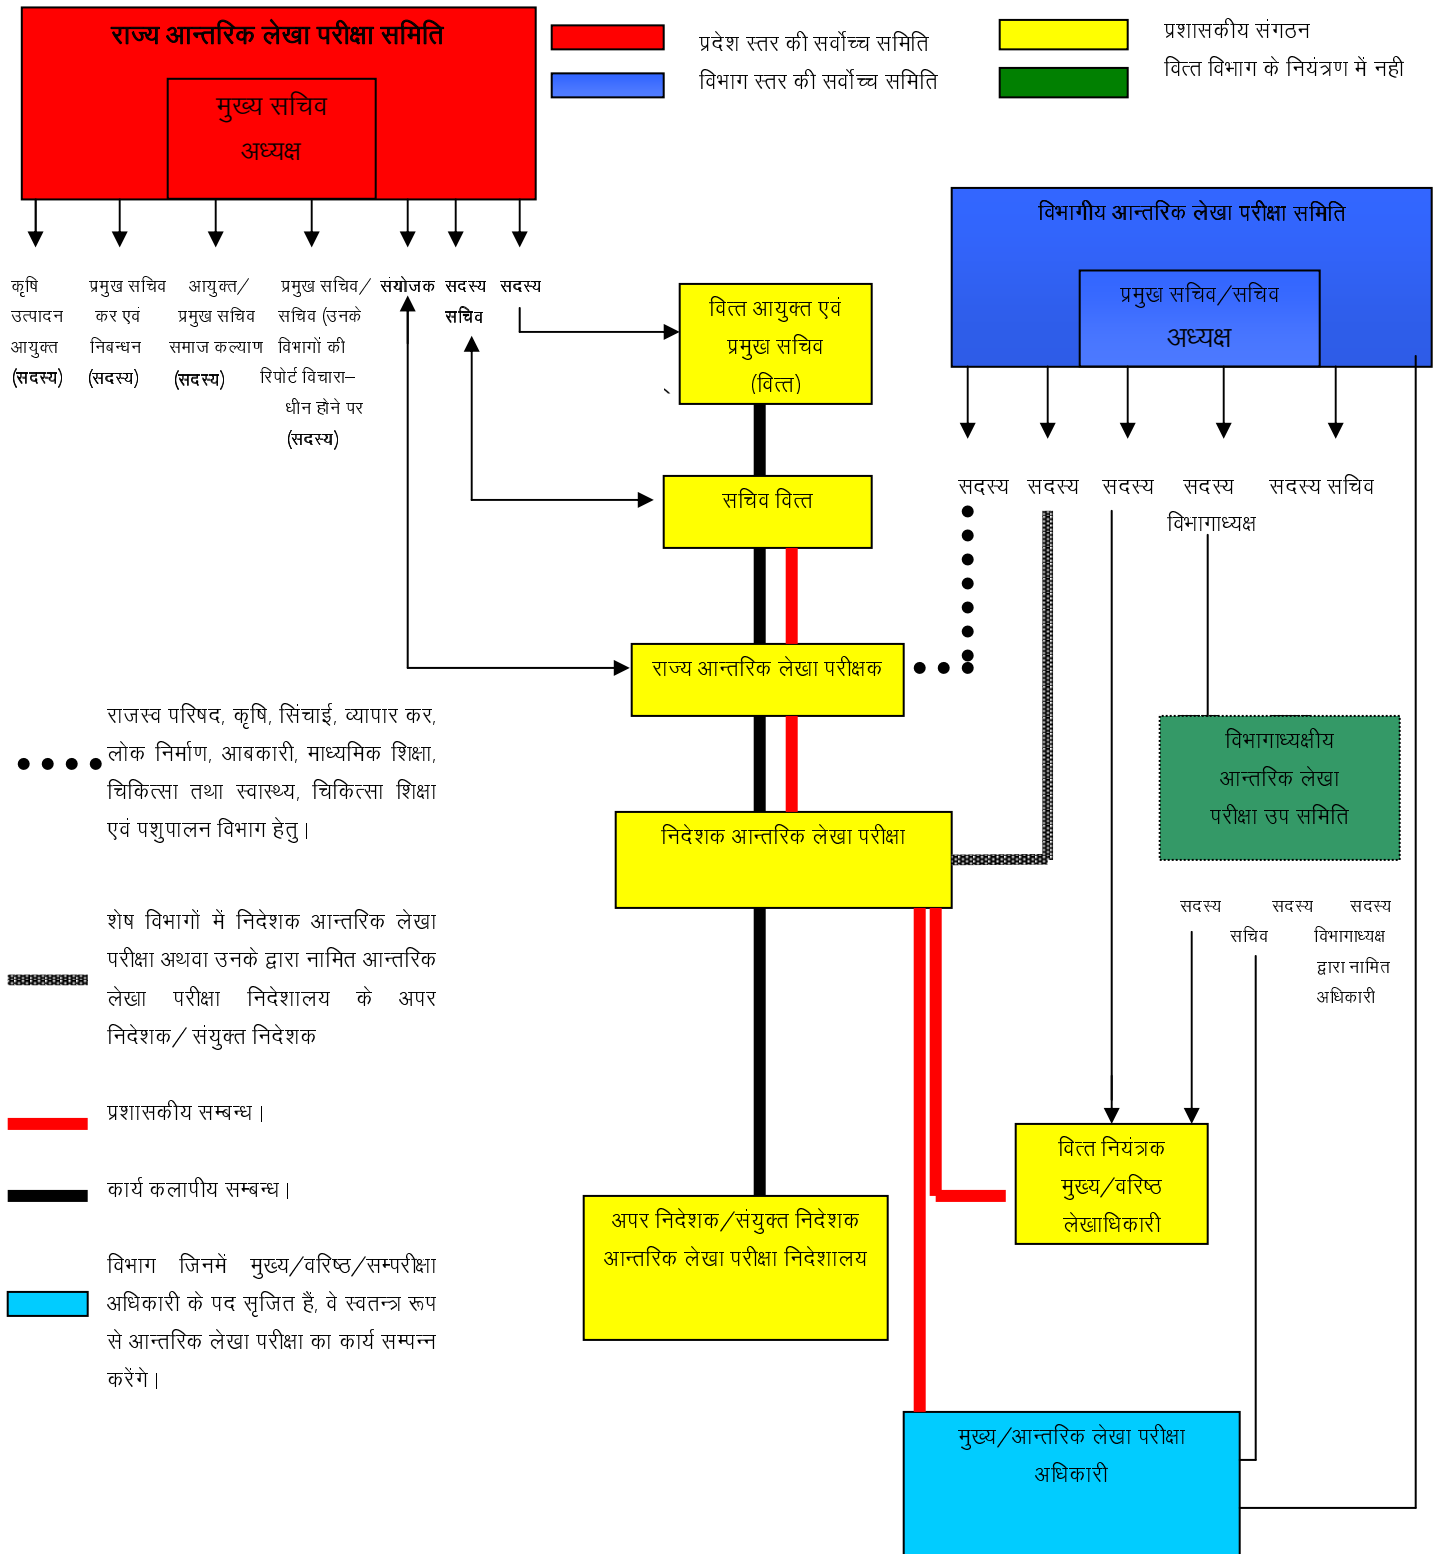 राज्य आन्तरिक लेखा परीक्षा समिति
मुख्य सचिव
अध्यक्ष
प्रदेश स्तर की सर्वोच्च समिति
विभाग स्तर की सर्वोच्च समिति
प्रशासकीय संगठन
वित्त विभाग के नियंत्रण में नही
कृषि
उत्पादन
आयुक्त
(सदस्य)
प्रमुख सचिव
कर एवं
निबन्धन
(सदस्य)
आयुक्त/
प्रमुख सचिव
समाज कल्याण
(सदस्य)
प्रमुख सचिव/
सचिव (उनके
विभागों की
रिपोर्ट विचारा–
धीन होने पर
(सदस्य)
संयोजक
सदस्य
सचिव
सदस्य
वित्त आयुक्त एवं
प्रमुख सचिव
(वित्त)
सचिव वित्त
राज्य आन्तरिक लेखा परीक्षक
निदेशक आन्तरिक लेखा परीक्षा
अपर निदेशक/संयुक्त निदेशक
आन्तरिक लेखा परीक्षा निदेशालय
विभागीय आन्तरिक लेखा परीक्षा समिति
प्रमुख सचिव/सचिव
अध्यक्ष
सदस्य
सदस्य
सदस्य
सदस्य
विभागाध्यक्ष
सदस्य सचिव
विभागाध्यक्षीय
आन्तरिक लेखा
परीक्षा उप समिति
सदस्य
सदस्य
सचिव
सदस्य
विभागाध्यक्ष
द्वारा नामित
अधिकारी
वित्त नियंत्रक
मुख्य/वरिष्ठ
लेखाधिकारी
मुख्य/आन्तरिक लेखा परीक्षा
अधिकारी
राजस्व परिषद, कृषि, सिंचाई, व्यापार कर,
लोक निर्माण, आबकारी, माध्यमिक शिक्षा,
चिकित्सा तथा स्वास्थ्य, चिकित्सा शिक्षा
एवं पशुपालन विभाग हेतु।
शेष विभागों में निदेशक आन्तरिक लेखा
परीक्षा अथवा उनके द्वारा नामित आन्तरिक
लेखा परीक्षा निदेशालय के अपर
निदेशक/ संयुक्त निदेशक
प्रशासकीय सम्बन्ध।
कार्य कलापीय सम्बन्ध।
विभाग जिनमें मुख्य/वरिष्ठ/सम्परीक्षा
अधिकारी के पद सृजित हैं, वे स्वतन्त्र रूप
से आन्तरिक लेखा परीक्षा का कार्य सम्पन्न
करेंगे।